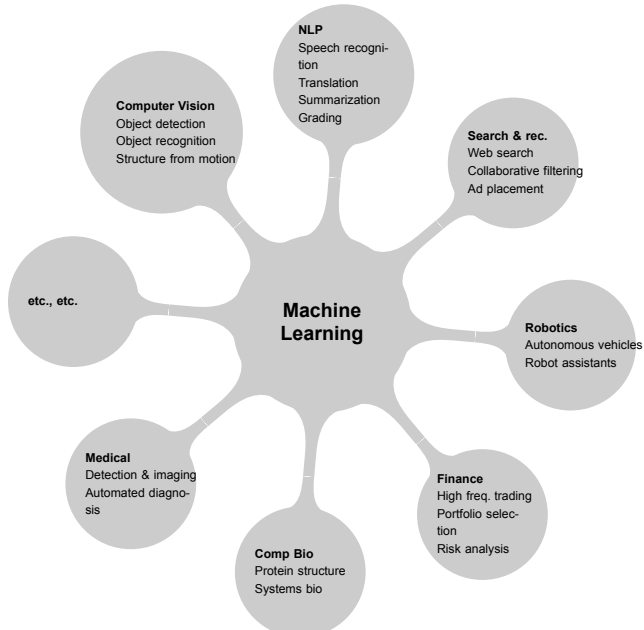 NLP
Speech recogni-
tion
Translation
Summarization
Grading
Computer Vision
Object detection
Object recognition
Structure from motion
Search & rec.
Web search
Collaborative filtering
Ad placement
etc., etc.
Machine
Learning
Robotics
Autonomous vehicles
Robot assistants
Medical
Detection & imaging
Automated diagno-
sis
Finance
High freq. trading
Portfolio selec-
tion
Risk analysis
Comp Bio
Protein structure
Systems bio